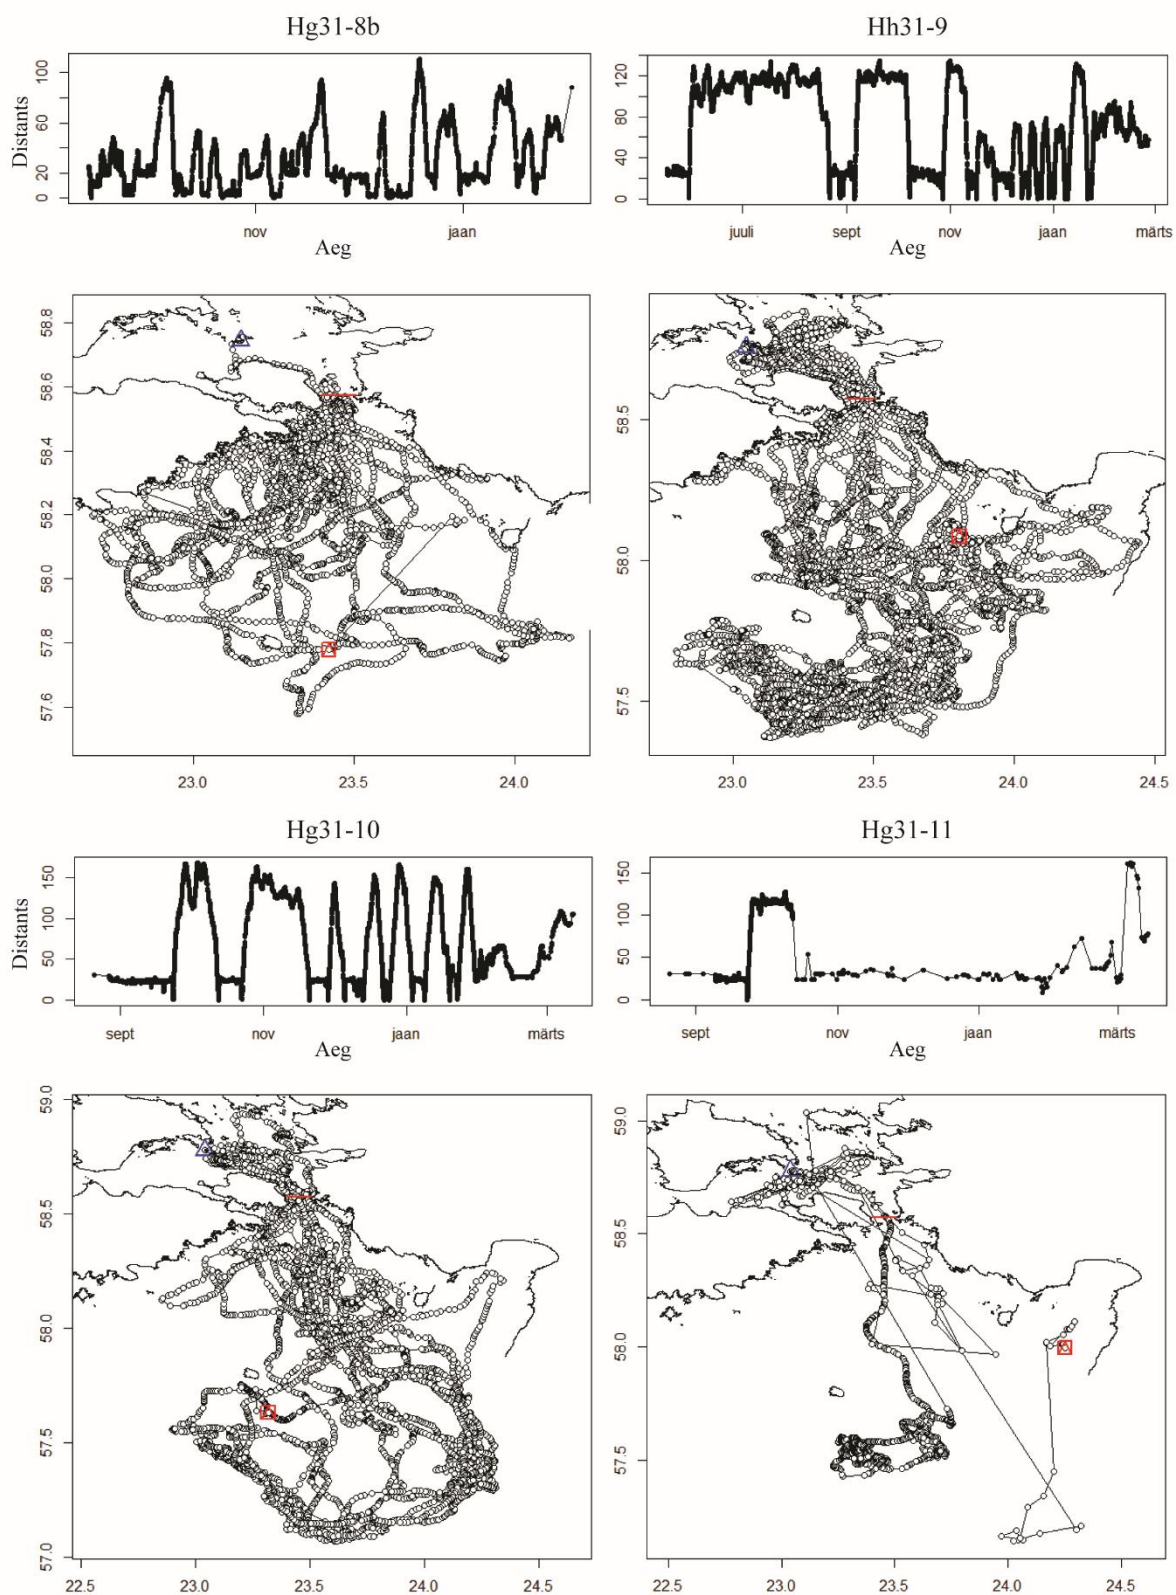 Hg31-8b
Distants
0 20 60 100
nov jaan
Aeg
Hh31-9
0 40 80 120
juuli sept nov jaan märts
Aeg
57.6 57.8 58.0 58.2 58.4 58.6 58.8
23.0 23.5 24.0
57.5 58.0 58.5
23.0 23.5 24.0 24.5
Hg31-10
Distants
0 50 100 150
sept nov jaan märts
Aeg
Hg31-11
0 50 100 150
sept nov jaan märts
Aeg
57.0 57.5 58.0 58.5 59.0
22.5 23.0 23.5 24.0 24.5
57.5 58.0 58.5 59.0
22.5 23.0 23.5 24.0 24.5